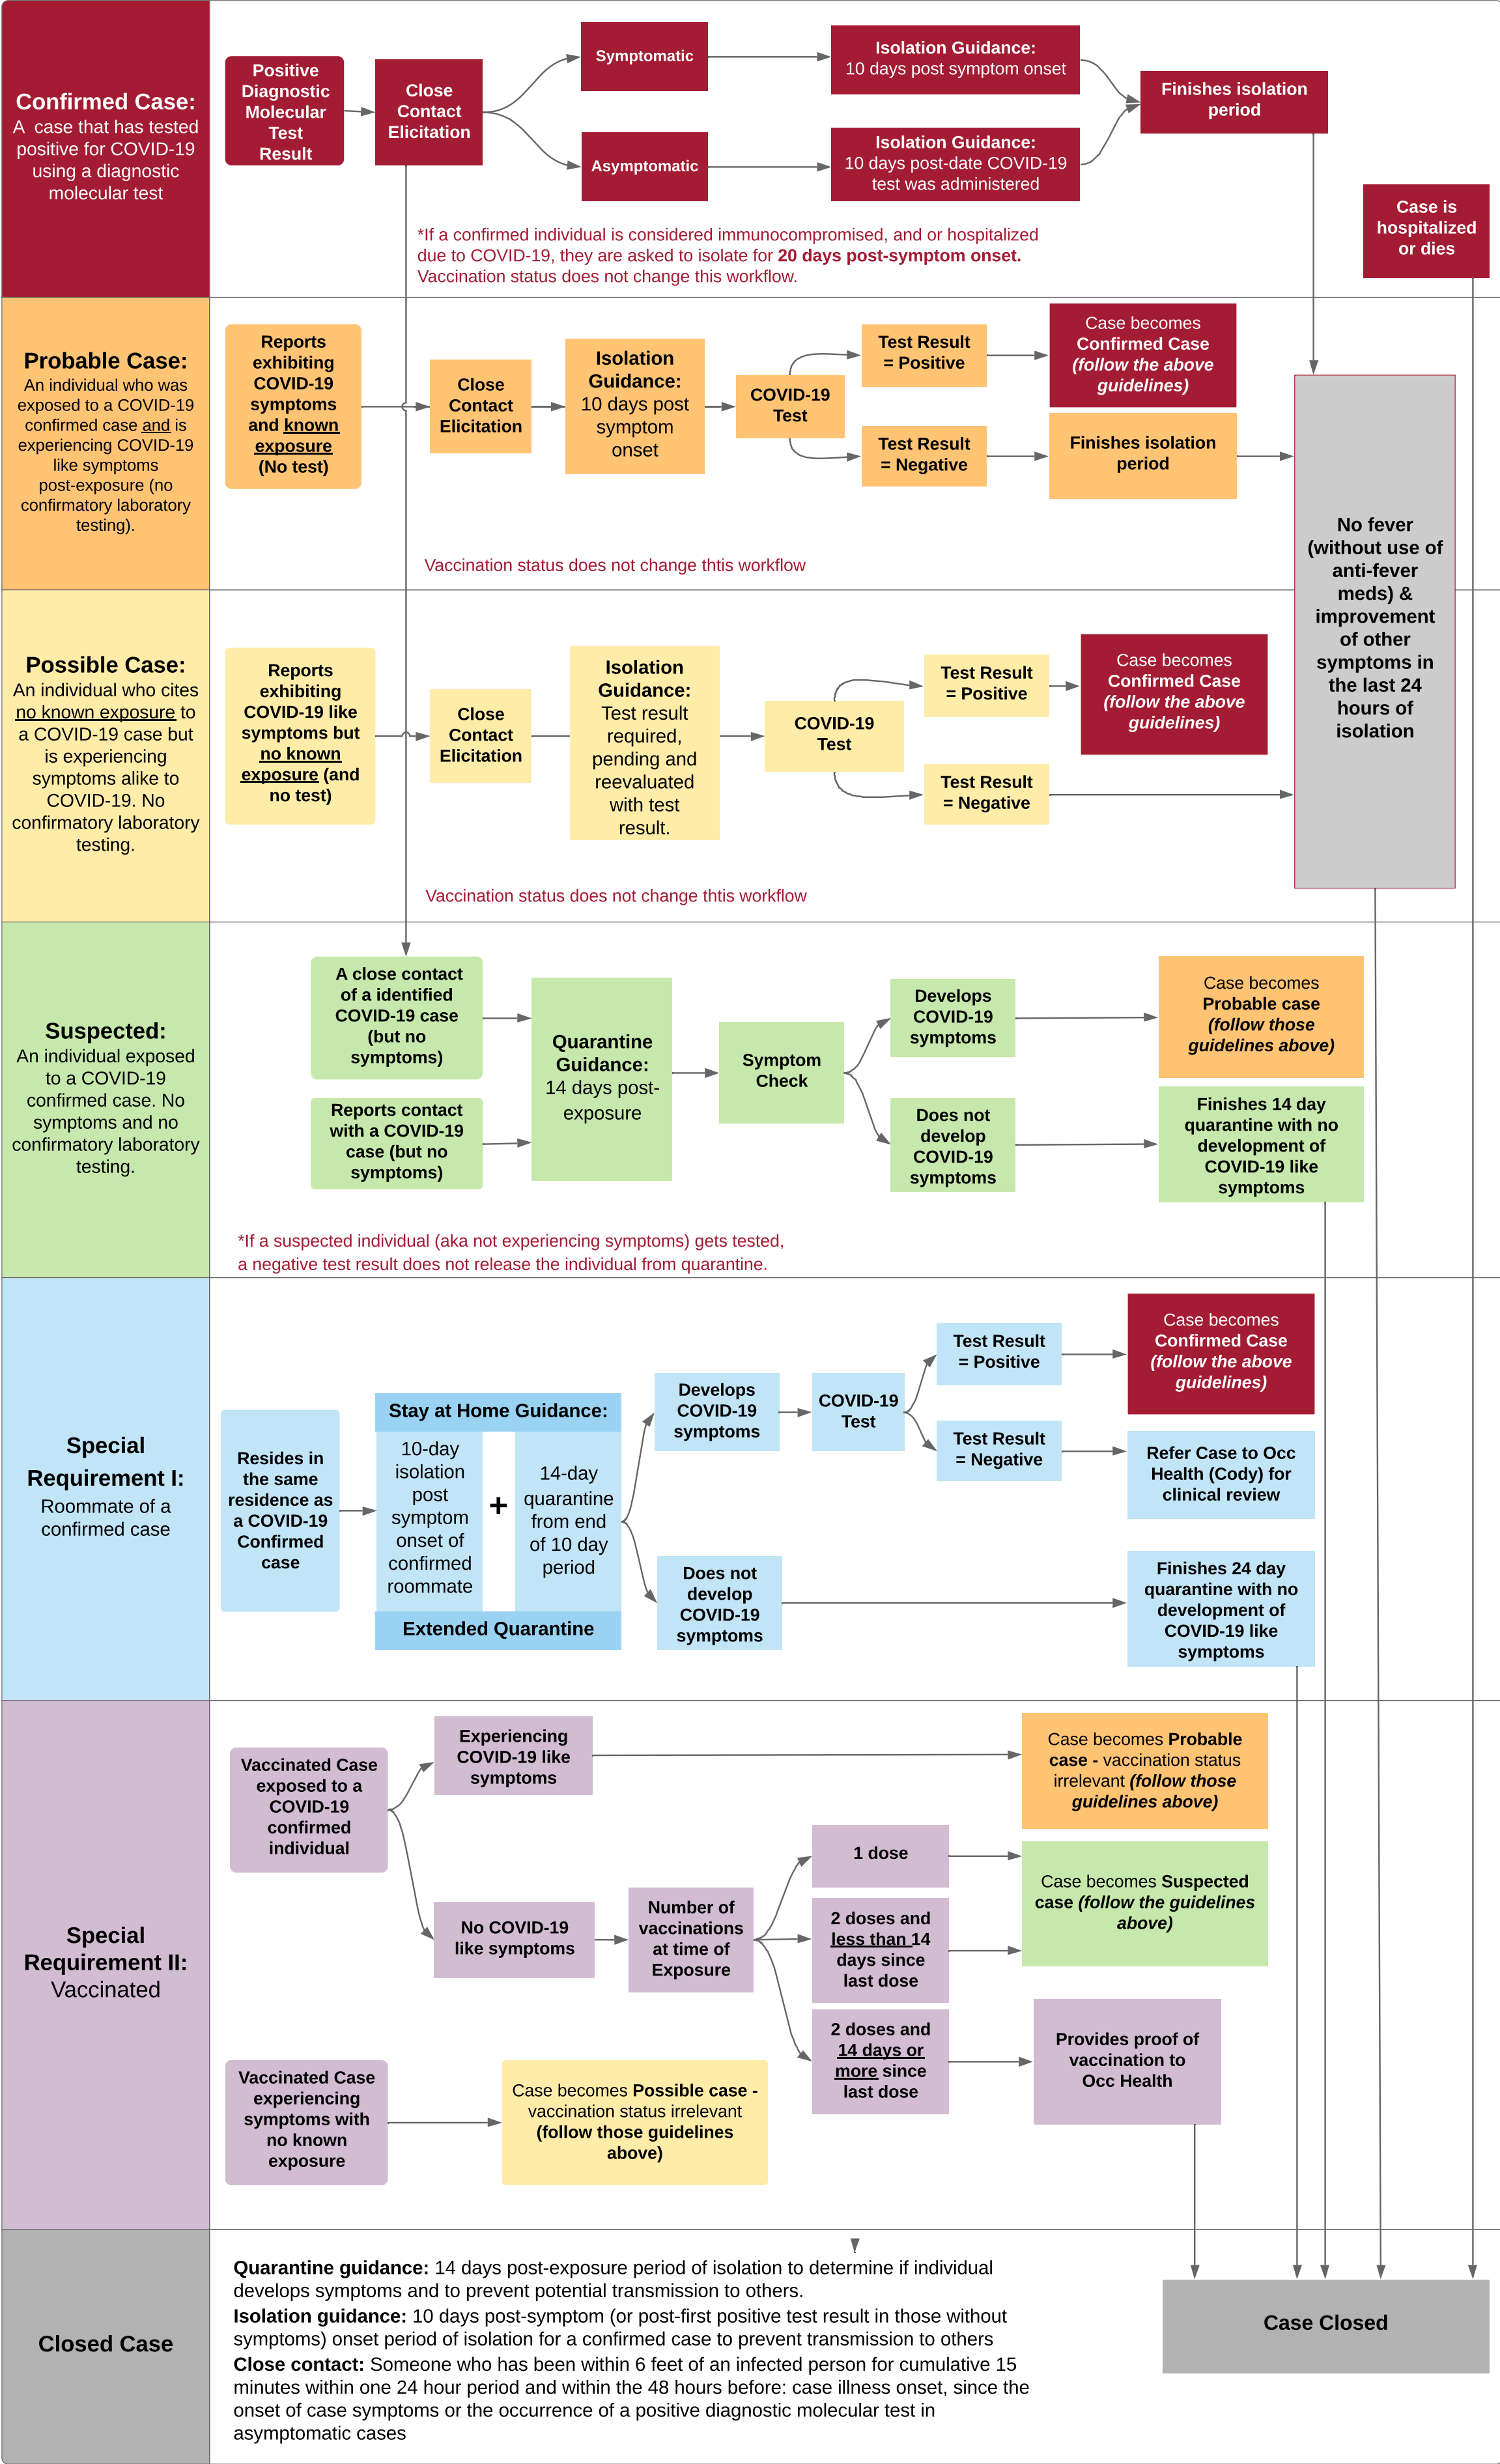 Confirmed Case:
A case that has tested
positive for COVID-19
using a diagnostic
molecular test
Positive
Diagnostic
Molecular
Test
Result
Close
Contact
Elicitation
Symptomatic
Asymptomatic
Isolation Guidance:
10 days post symptom onset
Isolation Guidance:
10 days post-date COVID-19
test was administered
Finishes isolation
period
Case is
hospitalized
or dies
*If a confirmed individual is considered immunocompromised, and or hospitalized
due to COVID-19, they are asked to isolate for 20 days post-symptom onset.
Vaccination status does not change this workflow.
Probable Case:
An individual who was
exposed to a COVID-19
confirmed case and is
experiencing COVID-19
like symptoms
post-exposure (no
confirmatory laboratory
testing).
Reports
exhibiting
COVID-19
symptoms
and known
exposure
(No test)
Close
Contact
Elicitation
Isolation
Guidance:
10 days post
symptom
onset
COVID-19
Test
Test Result
= Positive
Test Result
= Negative
Case becomes
Confirmed Case
(follow the above
guidelines)
Finishes isolation
period
Vaccination status does not change thtis workflow
No fever
(without use of
anti-fever
meds) &
improvement
of other
symptoms in
the last 24
hours of
isolation
Possible Case:
An individual who cites
no known exposure to
a COVID-19 case but
is experiencing
symptoms alike to
COVID-19. No
confirmatory laboratory
testing.
Reports
exhibiting
COVID-19 like
symptoms but
no known
exposure (and
no test)
Close
Contact
Elicitation
Isolation
Guidance:
Test result
required,
pending and
reevaluated
with test
result.
COVID-19
Test
Test Result
= Positive
Test Result
= Negative
Case becomes
Confirmed Case
(follow the above
guidelines)
Vaccination status does not change thtis workflow
Suspected:
An individual exposed
to a COVID-19
confirmed case. No
symptoms and no
confirmatory laboratory
testing.
A close contact
of a identified
COVID-19 case
(but no
symptoms)
Reports contact
with a COVID-19
case (but no
symptoms)
Quarantine
Guidance:
14 days post-
exposure
Symptom
Check
Develops
COVID-19
symptoms
Does not
develop
COVID-19
symptoms
Case becomes
Probable case
(follow those
guidelines above)
Finishes 14 day
quarantine with no
development of
COVID-19 like
symptoms
*If a suspected individual (aka not experiencing symptoms) gets tested,
a negative test result does not release the individual from quarantine.
Special
Requirement I:
Roommate of a
confirmed case
Resides in
the same
residence as
a COVID-19
Confirmed
case
Stay at Home Guidance:
10-day
isolation
post
symptom
onset of
confirmed
roommate
+
14-day
quarantine
from end
of 10 day
period
Extended Quarantine
Develops
COVID-19
symptoms
Does not
develop
COVID-19
symptoms
COVID-19
Test
Test Result
= Positive
Test Result
= Negative
Case becomes
Confirmed Case
(follow the above
guidelines)
Refer Case to Occ
Health (Cody) for
clinical review
Finishes 24 day
quarantine with no
development of
COVID-19 like
symptoms
Special
Requirement II:
Vaccinated
Vaccinated Case
exposed to a
COVID-19
confirmed
individual
Experiencing
COVID-19 like
symptoms
No COVID-19
like symptoms
Number of
vaccinations
at time of
Exposure
1 dose
2 doses and
less than 14
days since
last dose
2 doses and
14 days or
more since
last dose
Case becomes Probable
case - vaccination status
irrelevant (follow those
guidelines above)
Case becomes Suspected
case (follow the guidelines
above)
Provides proof of
vaccination to
Occ Health
Vaccinated Case
experiencing
symptoms with
no known
exposure
Case becomes Possible case -
vaccination status irrelevant
(follow those guidelines
above)
Closed Case
Quarantine guidance: 14 days post-exposure period of isolation to determine if individual
develops symptoms and to prevent potential transmission to others.
Isolation guidance: 10 days post-symptom (or post-first positive test result in those without
symptoms) onset period of isolation for a confirmed case to prevent transmission to others
Close contact: Someone who has been within 6 feet of an infected person for cumulative 15
minutes within one 24 hour period and within the 48 hours before: case illness onset, since the
onset of case symptoms or the occurrence of a positive diagnostic molecular test in
asymptomatic cases
Case Closed